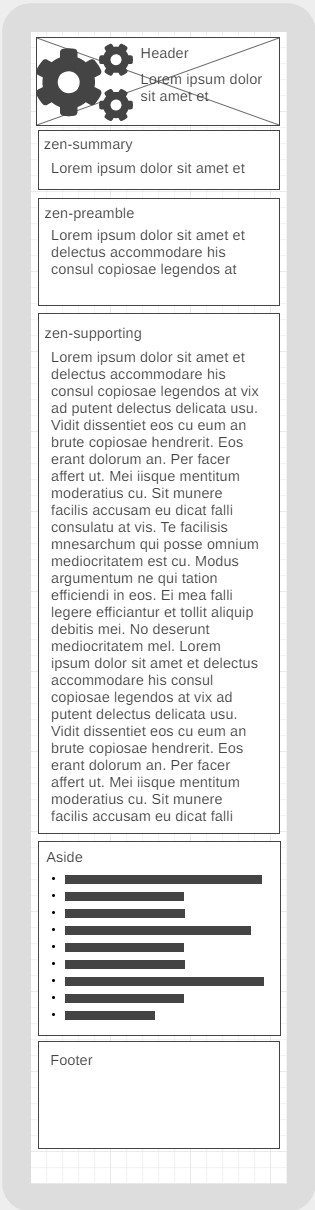 Header
Lorem ipsum dolor
sit amet et
zen-summary
Lorem ipsum dolor sit amet et
zen-preamble
Lorem ipsum dolor sit amet et
delectus accommodare his
consul copiosae legendos at
zen-supporting
Lorem ipsum dolor sit amet et
delectus accommodare his
consul copiosae legendos at vix
ad putent delectus delicata usu.
Vidit dissentiet eos cu eum an
brute copiosae hendrerit. Eos
erant dolorum an. Per facer
affert ut. Mei iisque mentitum
moderatius cu. Sit munere
facilis accusam eu dicat falli
consulatu at vis. Te facilisis
mnesarchum qui posse omnium
mediocritatem est cu. Modus
argumentum ne qui tation
efficiendi in eos. Ei mea falli
legere efficiantur et tollit aliquip
debitis mei. No deserunt
mediocritatem mel. Lorem
ipsum dolor sit amet et delectus
accommodare his consul
copiosae legendos at vix ad
putent delectus delicata usu.
Vidit dissentiet eos cu eum an
brute copiosae hendrerit. Eos
erant dolorum an. Per facer
affert ut. Mei iisque mentitum
moderatius cu. Sit munere
facilis accusam eu dicat falli
Aside
Footer